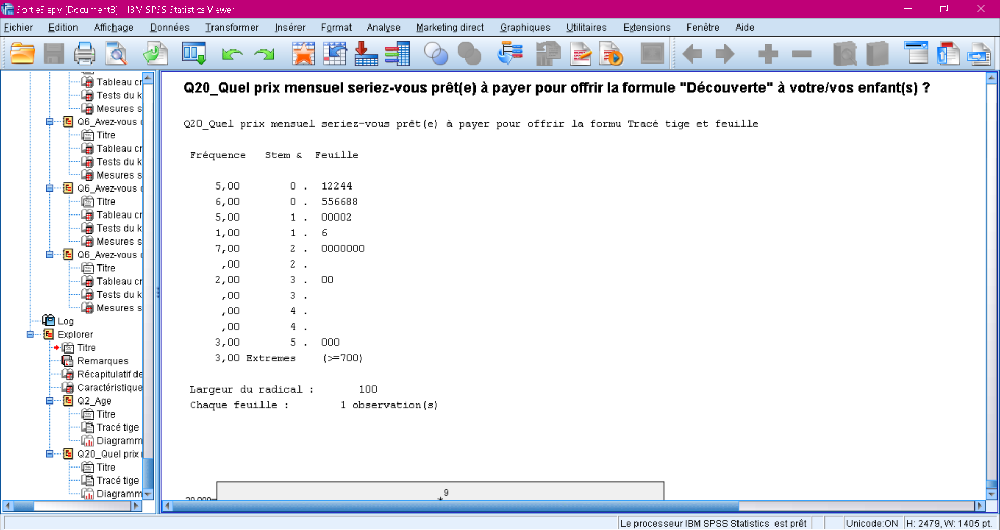 Sortie3.spv [Document3] - IBM SPSS Statistics Viewer
Fichier Edition Affichage Données Transformer Insérer Format Analyse Marketing direct Graphiques Utilitaires Extensions Fenêtre Aide
Tableau cr
Tests du k
Mesures s
Q6_Avez-vous
Titre
Tableau cr
Tests du k
Mesures s
Q6_Avez-vous
Titre
Tableau cr
Tests du k
Mesures s
Q6_Avez-vous
Titre
Tableau cr
Tests du k
Mesures s
Log
Explorer
Titre
Remarques
Récapitulatif de
Caractéristique
Q2_Age
Titre
Tracé tige
Diagramm
Q20_Quel prix
Titre
Tracé tige
Diagramm
Q20_Quel prix mensuel seriez-vous prêt(e) à payer pour offrir la formule "Découverte" à votre/vos enfant(s) ?
Q20_Quel prix mensuel seriez-vous prêt(e) à payer pour offrir la formu Tracé tige et feuille
Fréquence Stem & Feuille
5,00 0 . 12244
6,00 0 . 556688
5,00 1 . 00002
1,00 1 . 6
7,00 2 . 0000000
,00 2 .
2,00 3 . 00
,00 3 .
,00 4 .
,00 4 .
3,00 5 . 000
3,00 Extremes (>=700)
Largeur du radical : 100
Chaque feuille : 1 observation(s)
9
Le processeur IBM SPSS Statistics est prêt Unicode:ON H: 2479, W: 1405 pt.